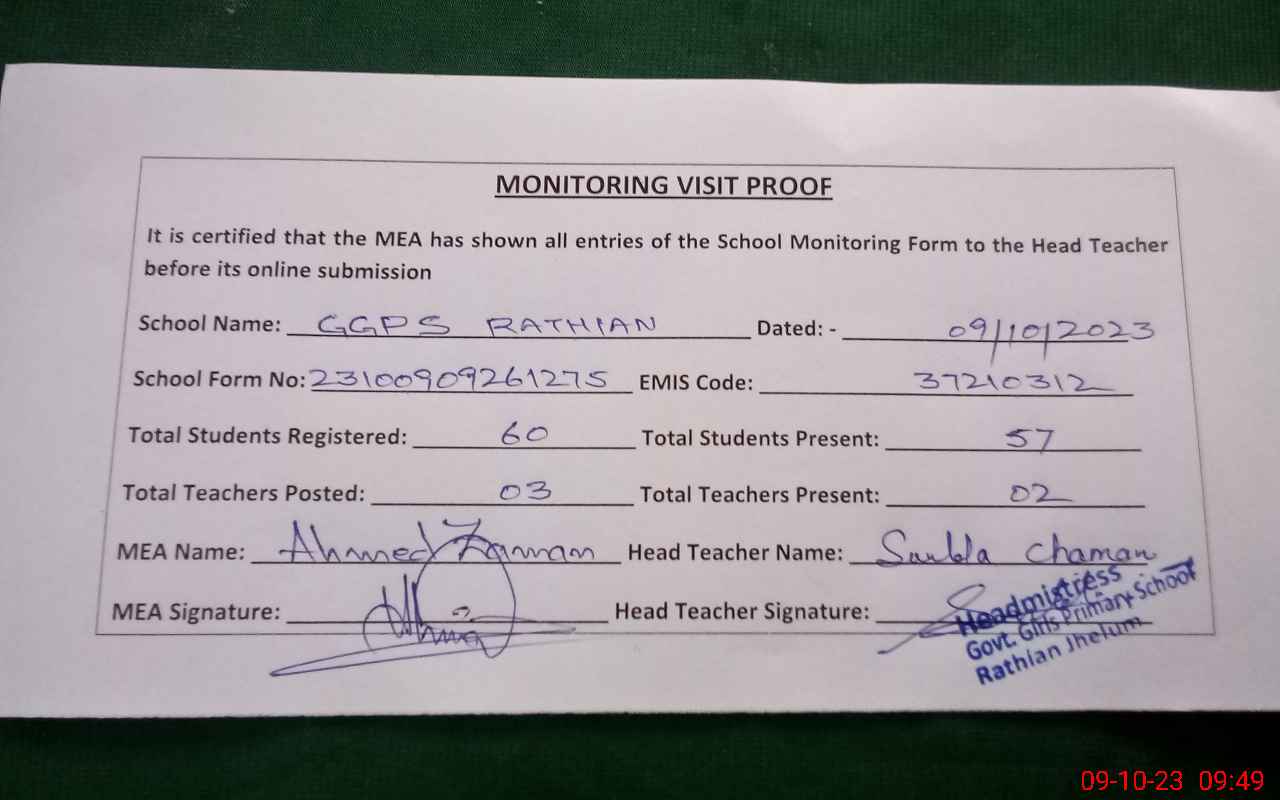 MONITORING VISIT PROOF
It is certified that the MEA has shown all entries of the School Monitoring Form to the Head Teacher
before its online submission
School Name: GGPS RATHIAN Dated: - 09/10/2023
School Form No: 23100909261275 EMIS Code: 37210312
Total Students Registered: 60 Total Students Present: 57
Total Teachers Posted: 03 Total Teachers Present: 02
MEA Name: Ahmed Zaman Head Teacher Name: Chaman
MEA Signature: Head Teacher Signature:
Headmistress
Govt. Girls Primary School
Rathian Jhelum
09-10-23 09:49